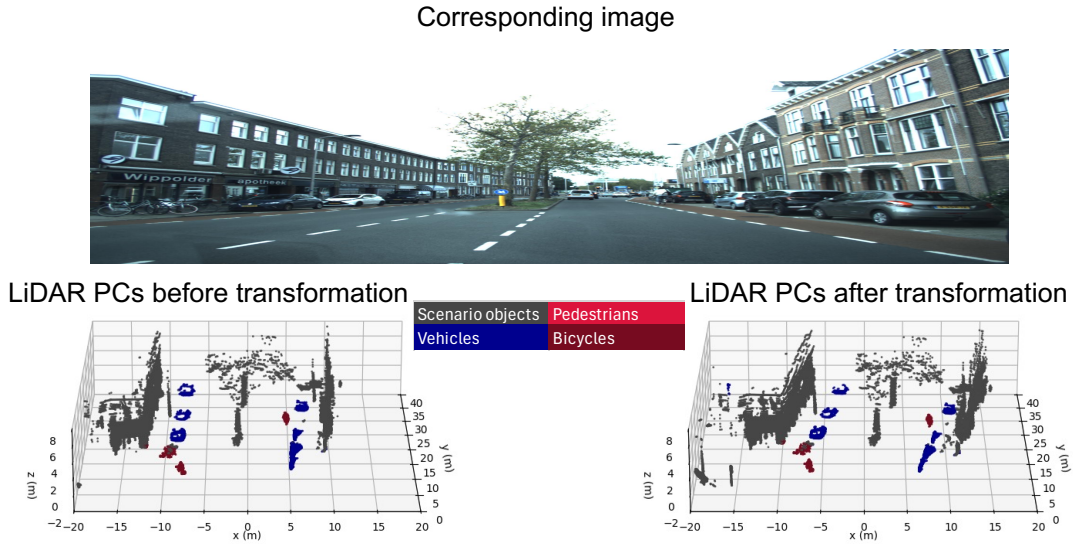 Corresponding image
Wippolder
apotheek
LiDAR PCs before transformation
LiDAR PCs after transformation
Scenario objects Pedestrians
Vehicles Bicycles
8
6
4
2
0
−2
z (m)
−20 −15 −10 −5 0 5 10 15 20
x (m)
0
5
10
15
20
25
30
35
40
y (m)
8
6
4
2
0
−2
z (m)
−20 −15 −10 −5 0 5 10 15 20
x (m)
0
5
10
15
20
25
30
35
40
y (m)